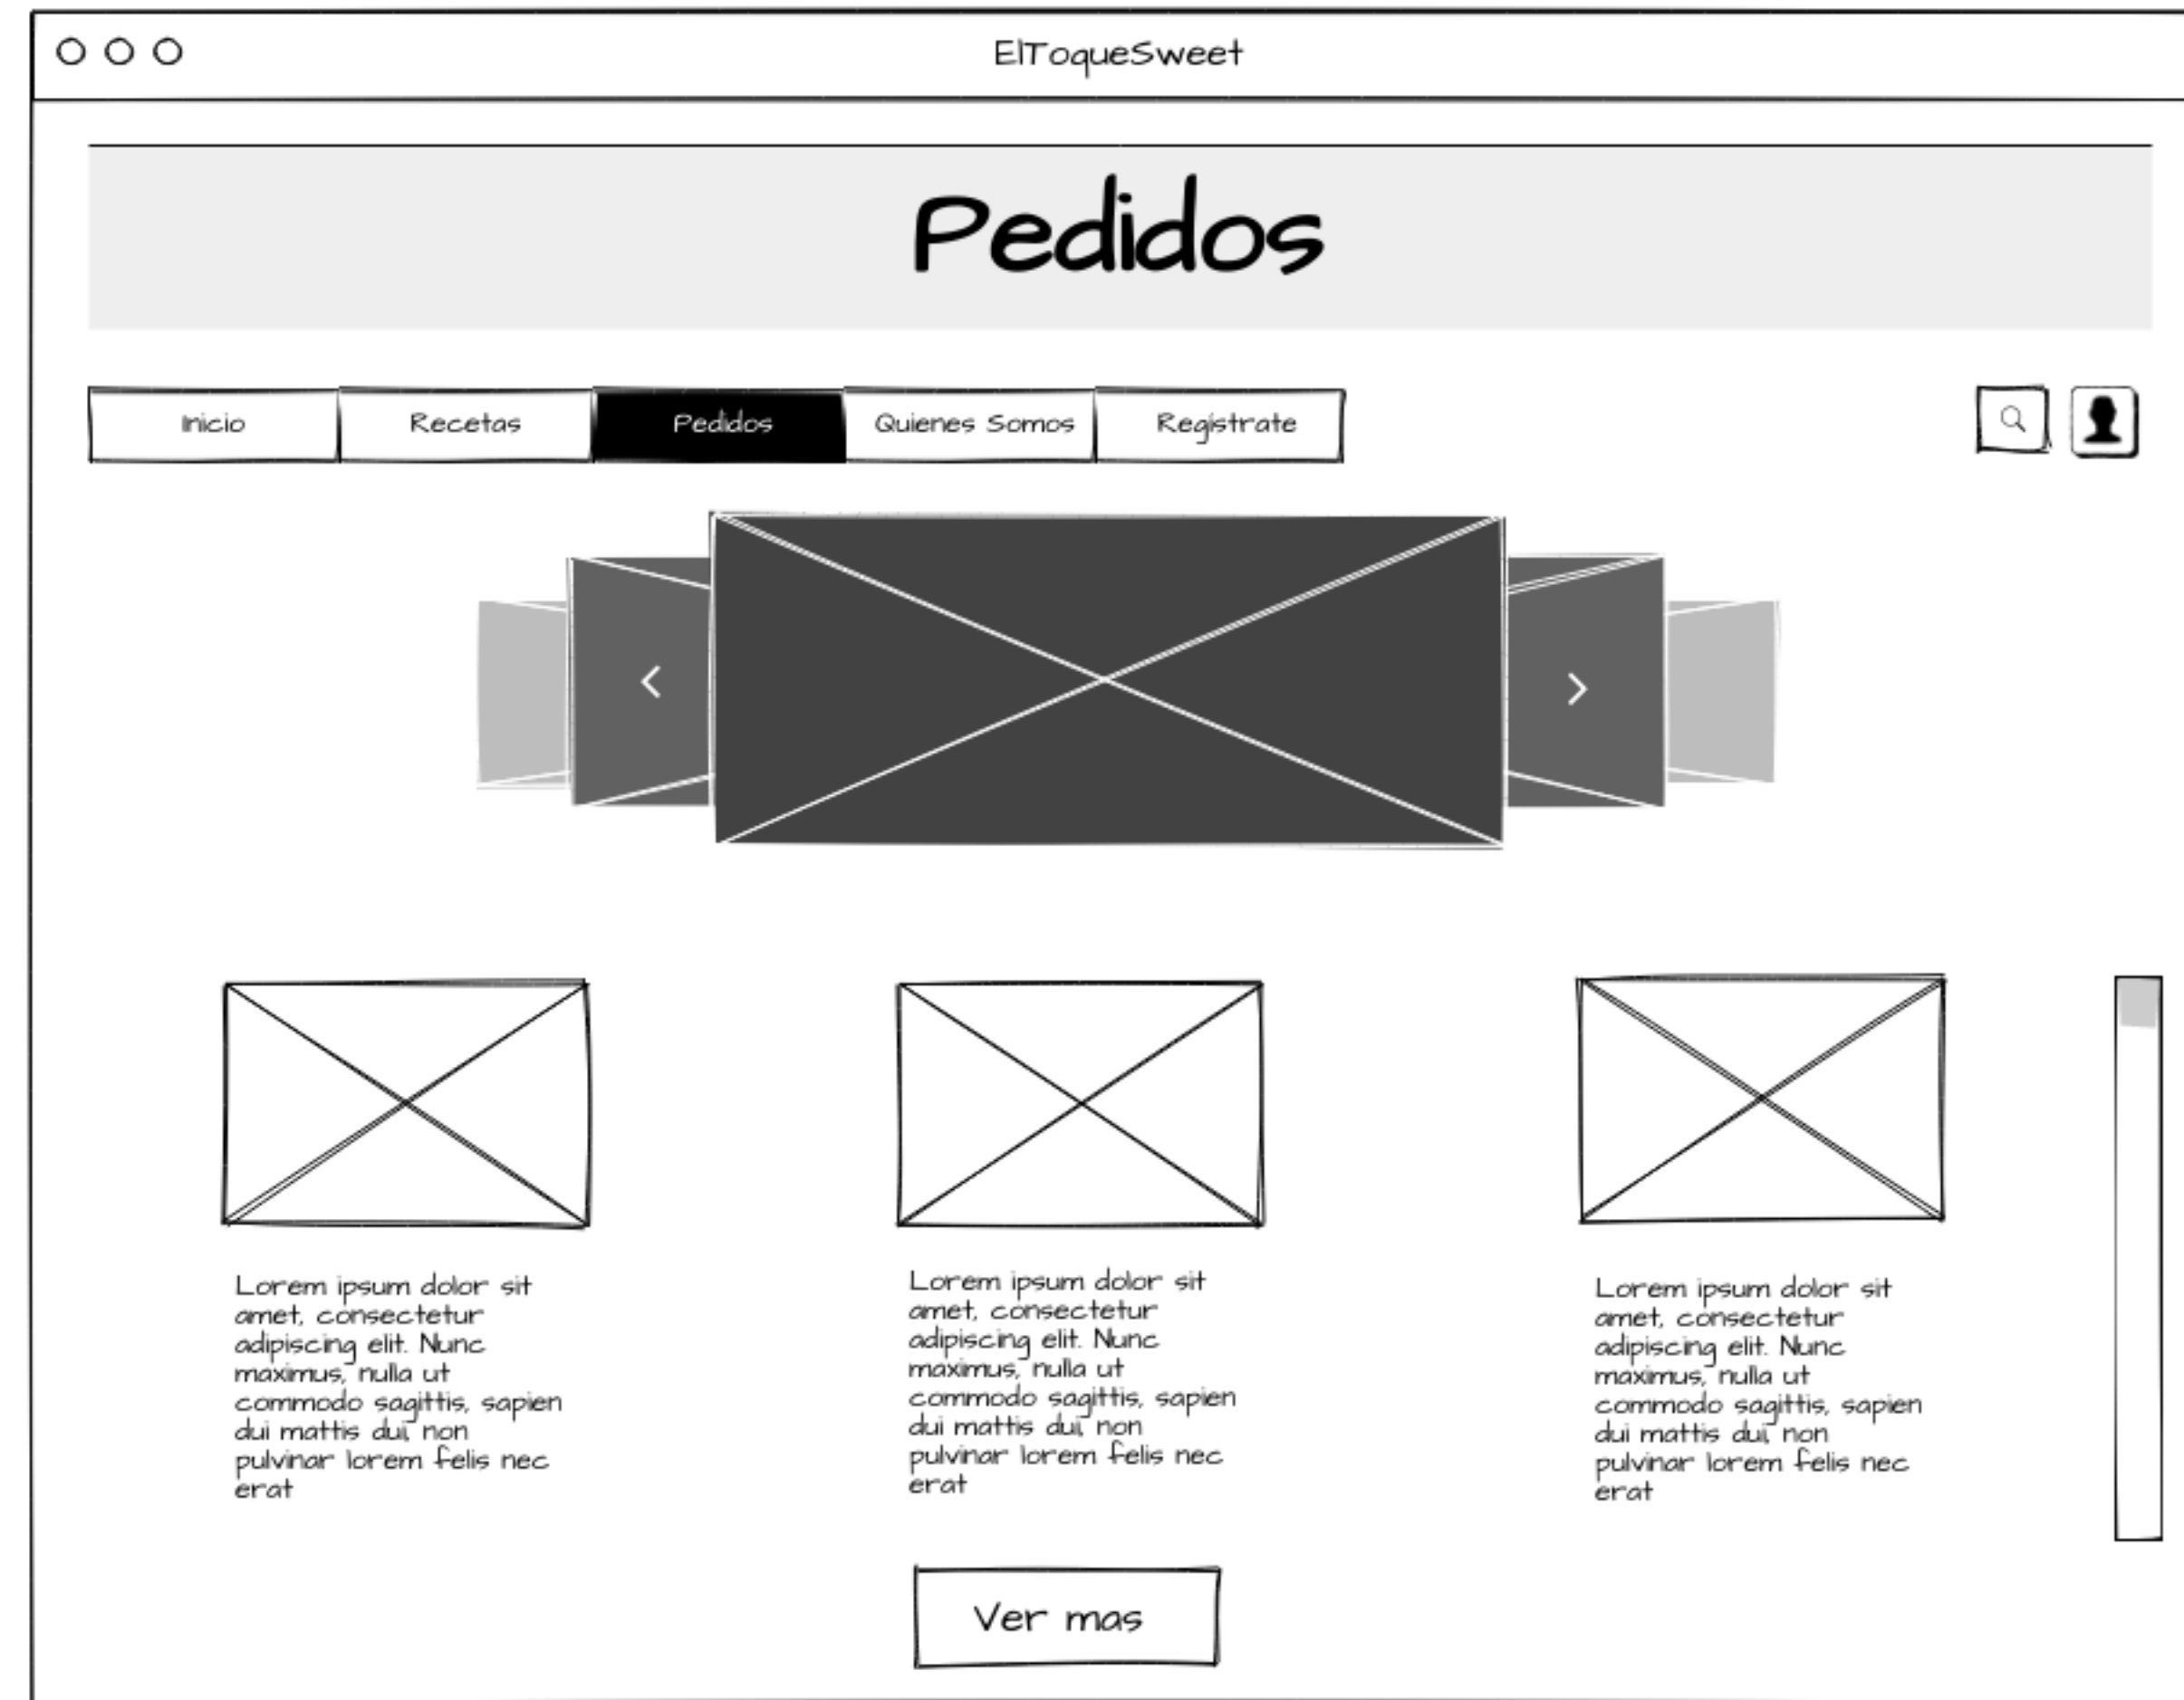 ElToqueSweet
Pedidos
Inicio
Recetas
Pedidos
Quienes Somos
Regístrate
Lorem ipsum dolor sit
amet, consectetur
adipiscing elit. Nunc
maximus, nulla ut
commodo sagittis, sapien
dui mattis dui, non
pulvinar lorem felis nec
erat
Lorem ipsum dolor sit
amet, consectetur
adipiscing elit. Nunc
maximus, nulla ut
commodo sagittis, sapien
dui mattis dui, non
pulvinar lorem felis nec
erat
Lorem ipsum dolor sit
amet, consectetur
adipiscing elit. Nunc
maximus, nulla ut
commodo sagittis, sapien
dui mattis dui, non
pulvinar lorem felis nec
erat
Ver mas